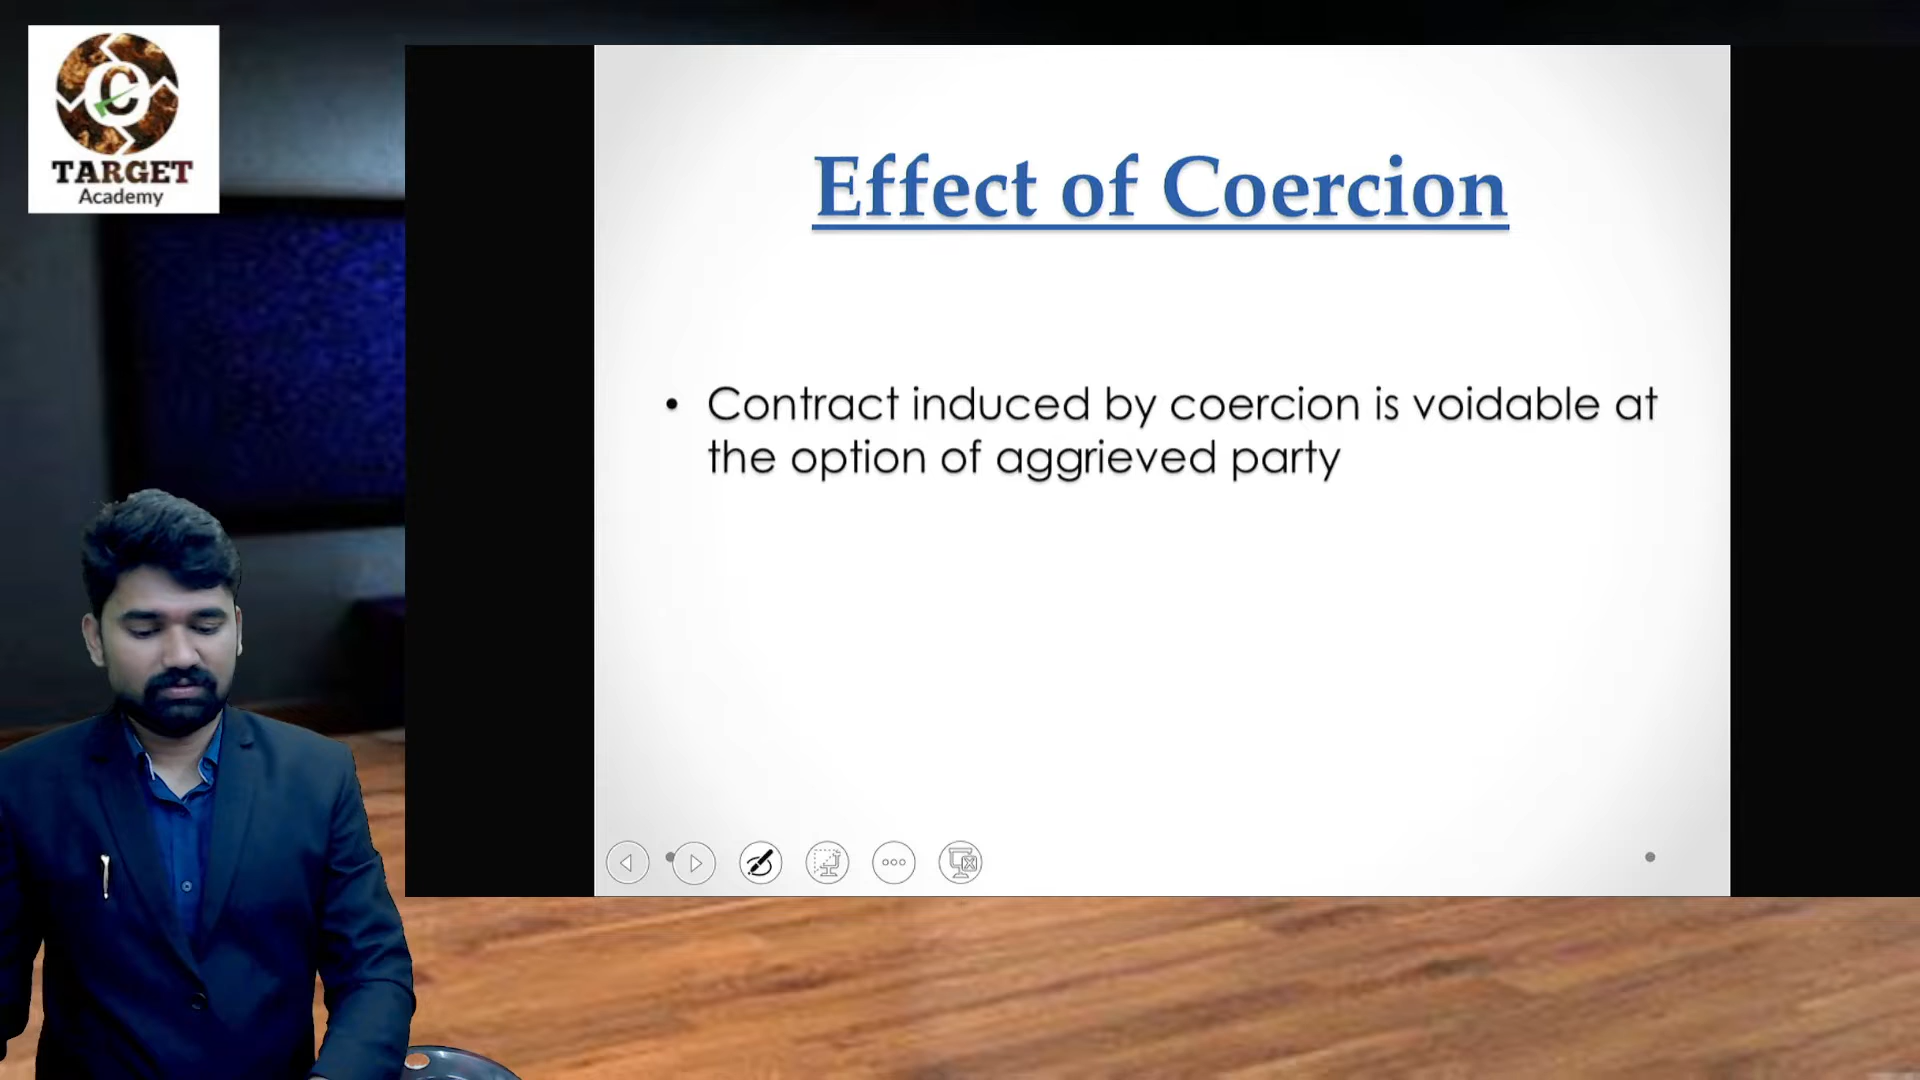 TARGET
Academy
Effect of Coercion
• Contract induced by coercion is voidable at
the option of aggrieved party